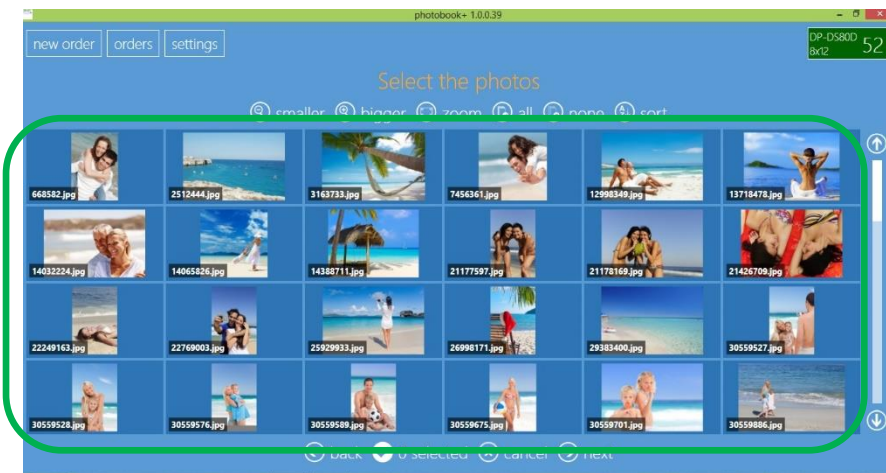 photobook+ 1.0.0.39
new order orders settings
DP-DS80D 52
8x12
Select the photos
smaller bigger zoom all none sort
668582.jpg 2512444.jpg 3163733.jpg 7456361.jpg 12998349.jpg 13718478.jpg
14032224.jpg 14065826.jpg 14388711.jpg 21177597.jpg 21178169.jpg 21426709.jpg
22249163.jpg 22769003.jpg 25929933.jpg 26998171.jpg 29383400.jpg 30559527.jpg
30559528.jpg 30559576.jpg 30559589.jpg 30559675.jpg 30559701.jpg 30559886.jpg
back 0 selected cancel next